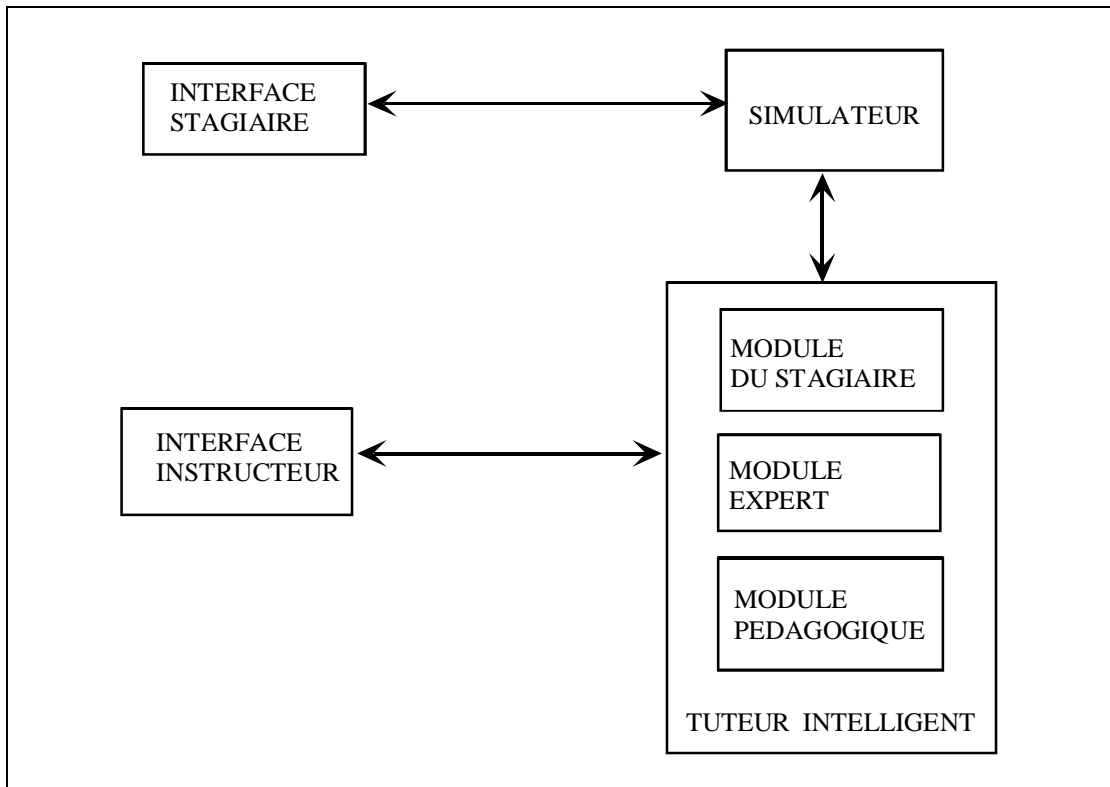 INTERFACE
STAGIAIRE
SIMULATEUR
MODULE
DU STAGIAIRE
INTERFACE
INSTRUCTEUR
MODULE
EXPERT
MODULE
PEDAGOGIQUE
TUTEUR INTELLIGENT